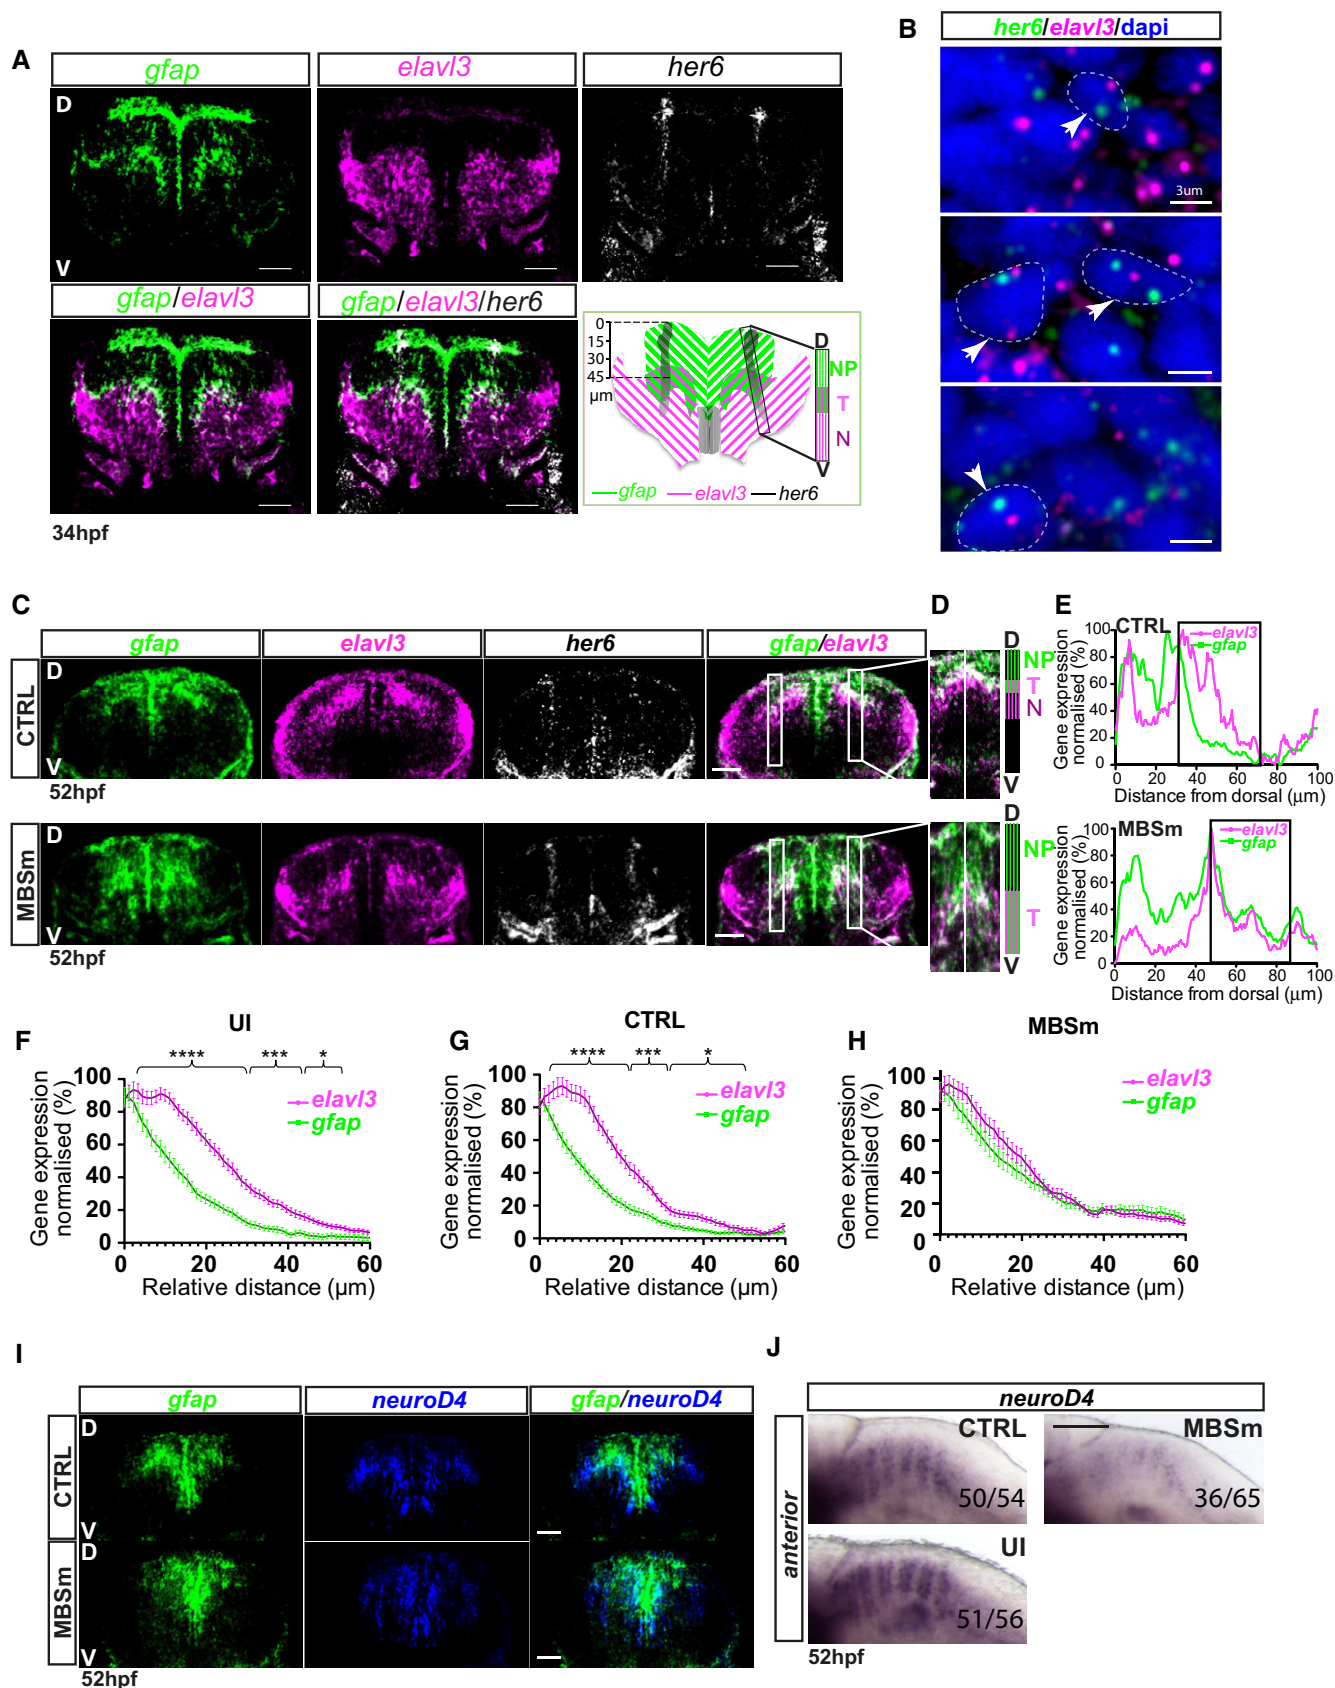 A
gfap
elavl3
her6
D
V
gfap/elavl3
gfap/elavl3/her6
0
15
30
45
µm
D
NP
T
N
V
gfap elavl3 her6
34hpf
B
her6/elavl3/dapi
3um
C
gfap
elavl3
her6
gfap/elavl3
CTRL
D
V
52hpf
MBSm
D
V
52hpf
D
D
NP
T
N
V
D
NP
T
V
E
CTRL
elavl3
gfap
Gene expression
normalised (%)
100
80
60
40
20
0
0 20 40 60 80 100
Distance from dorsal (µm)
MBSm
elavl3
gfap
Gene expression
normalised (%)
100
80
60
40
20
0
0 20 40 60 80 100
Distance from dorsal (µm)
F
UI
**** *** *
elavl3
gfap
Gene expression
normalised (%)
100
80
60
40
20
0
0 20 40 60
Relative distance (µm)
G
CTRL
**** *** *
elavl3
gfap
Gene expression
normalised (%)
100
80
60
40
20
0
0 20 40 60
Relative distance (µm)
H
MBSm
elavl3
gfap
Gene expression
normalised (%)
100
80
60
40
20
0
0 20 40 60
Relative distance (µm)
I
gfap
neuroD4
gfap/neuroD4
CTRL
D
V
MBSm
D
V
52hpf
J
neuroD4
anterior
CTRL
50/54
MBSm
36/65
UI
51/56
52hpf